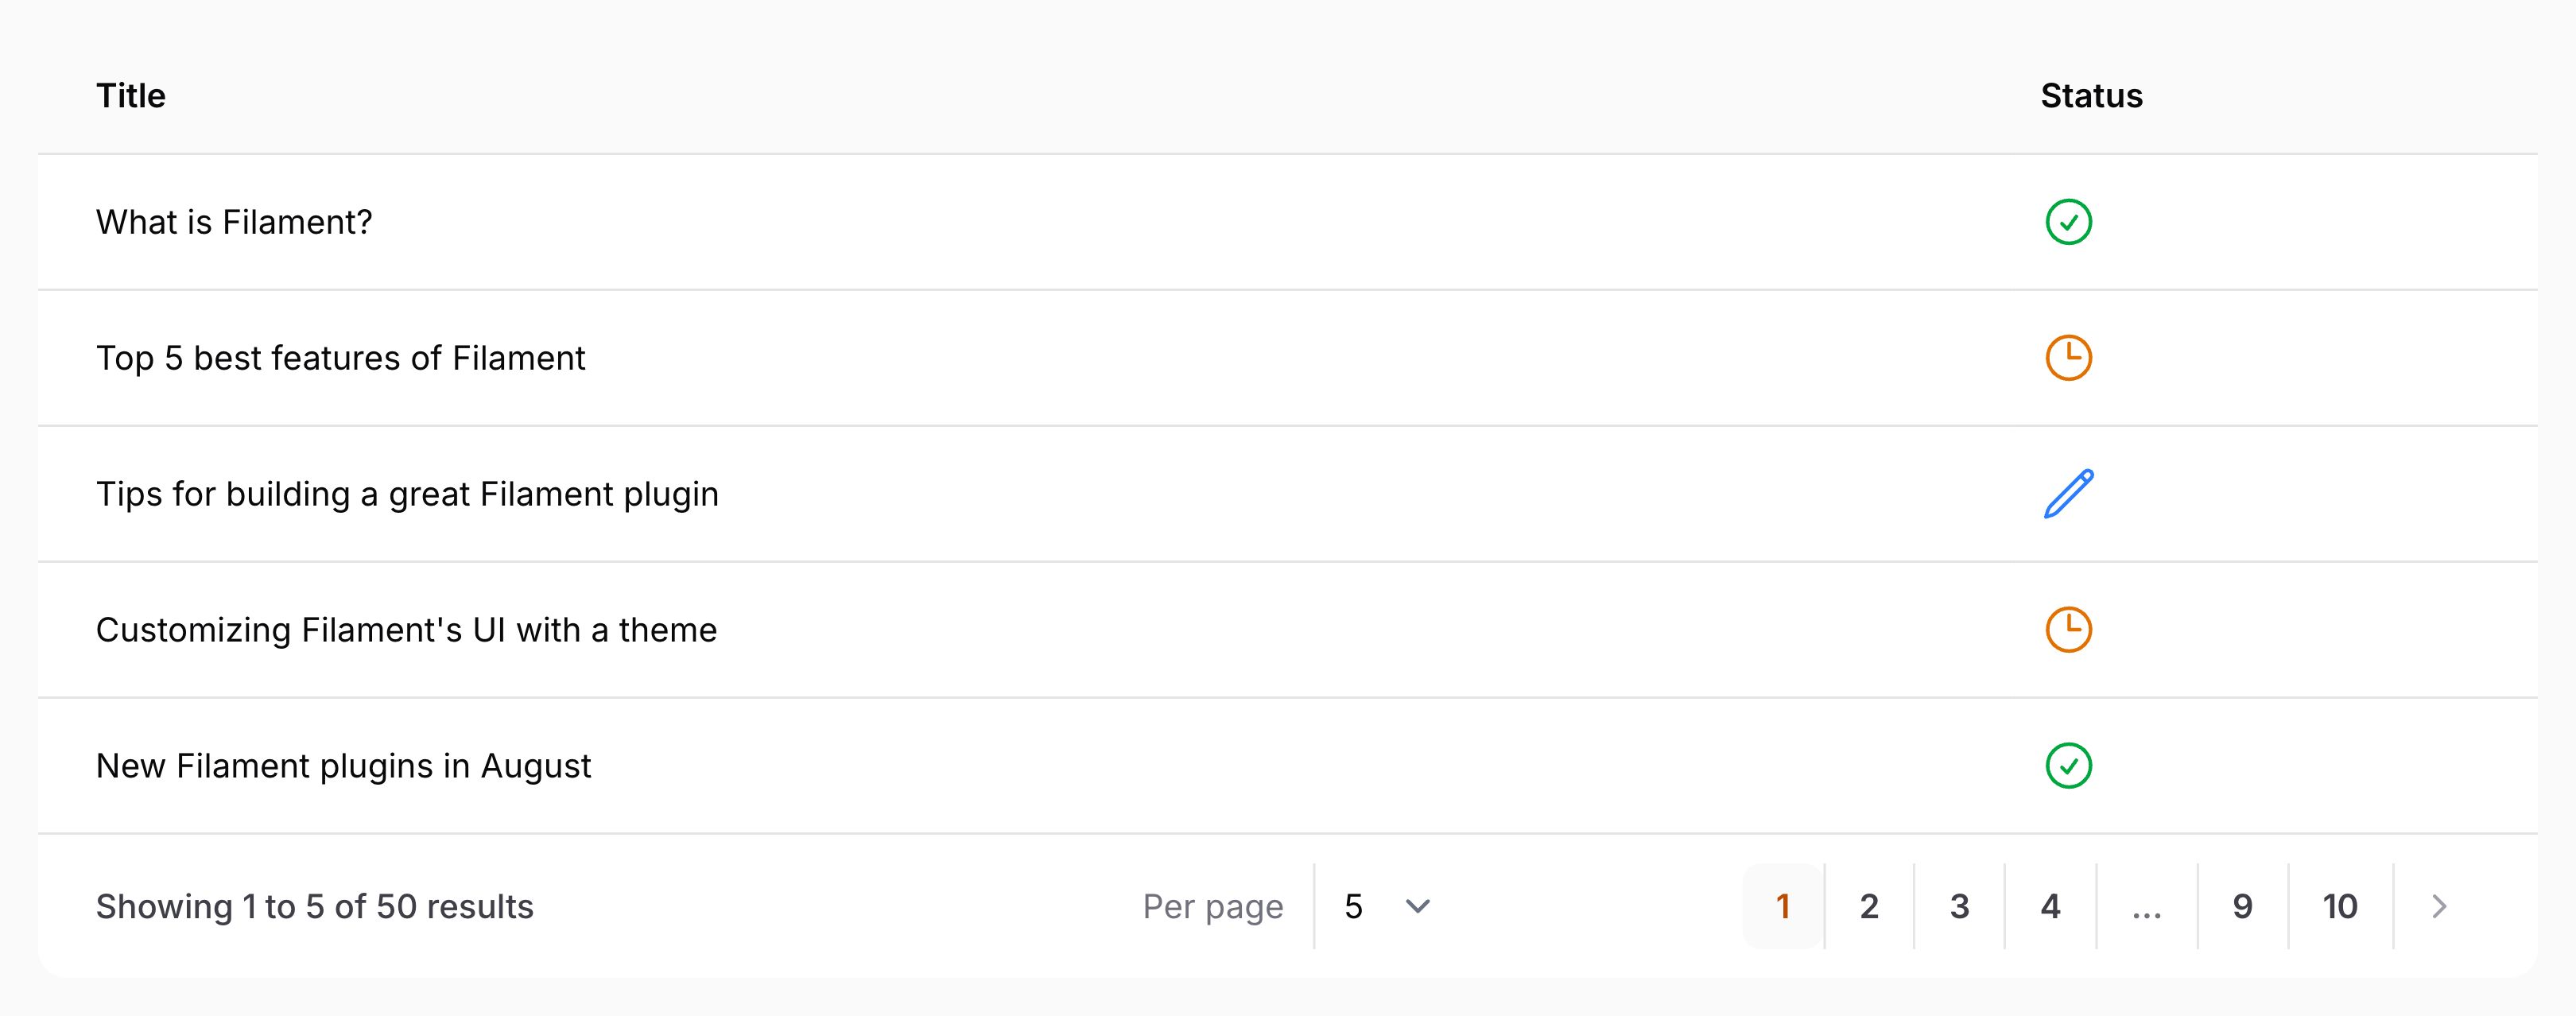 Title Status
What is Filament?
Top 5 best features of Filament
Tips for building a great Filament plugin
Customizing Filament's UI with a theme
New Filament plugins in August
Showing 1 to 5 of 50 results Per page 5 1 2 3 4 ... 9 10